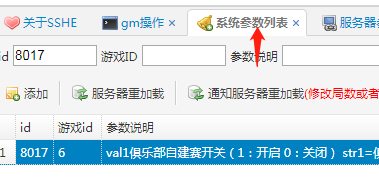 关于SSHE × gm操作 × 系统参数列表 × 服务器
id 8017 游戏ID 参数说明
添加 服务器重加载 通知服务器重加载(修改局数或者
id 游戏id 参数说明
1 8017 6 val1俱乐部自建赛开关（1：开启 0：关闭） str1=